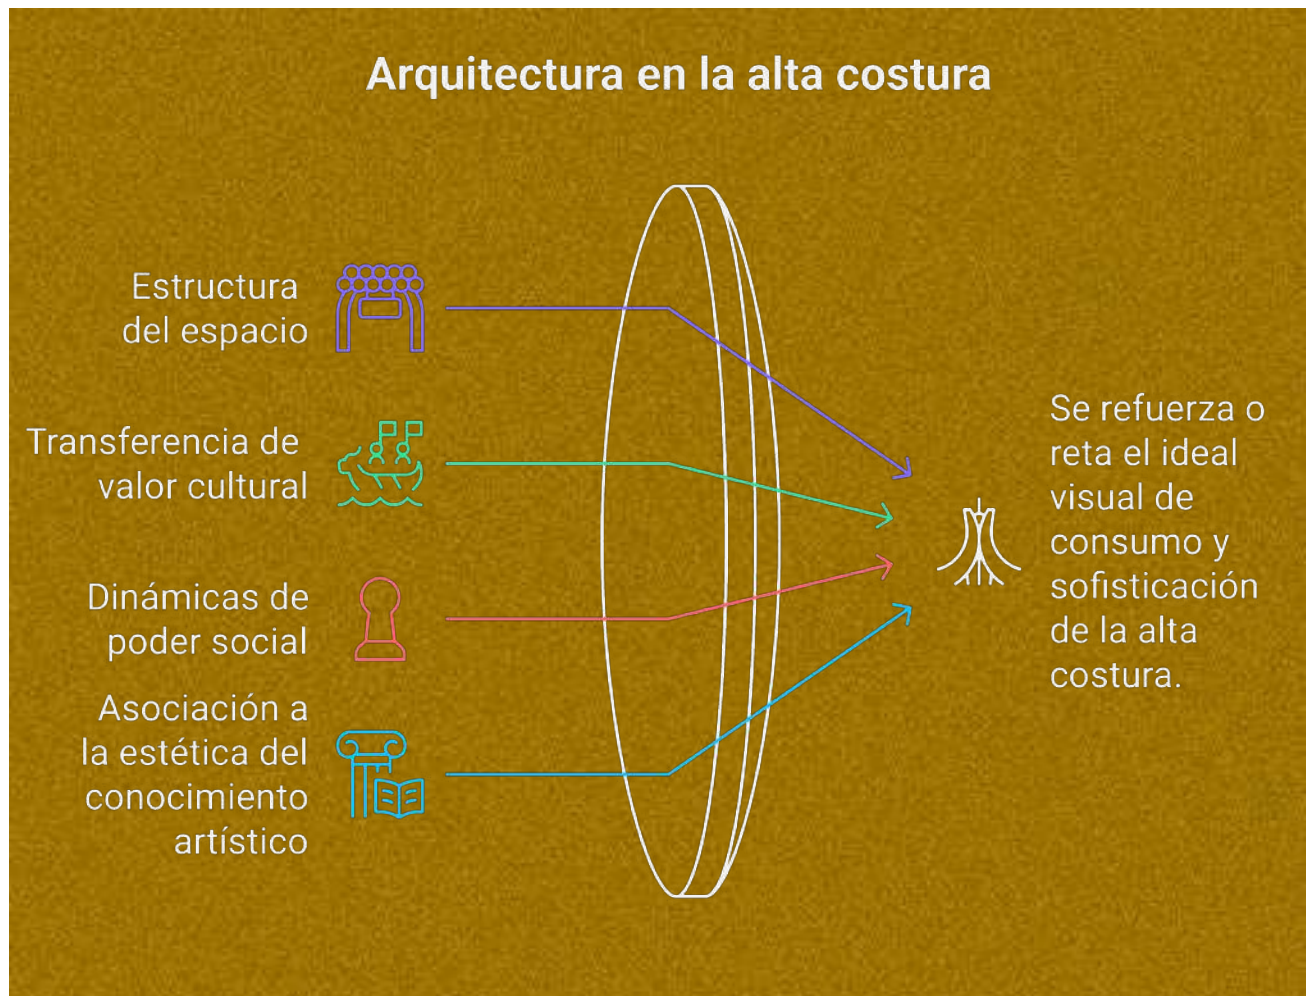 Arquitectura en la alta costura
Estructura
del espacio
Transferencia de
valor cultural
Dinámicas de
poder social
Asociación a
la estética del
conocimiento
artístico
Se refuerza o
reta el ideal
visual de
consumo y
sofisticación
de la alta
costura.